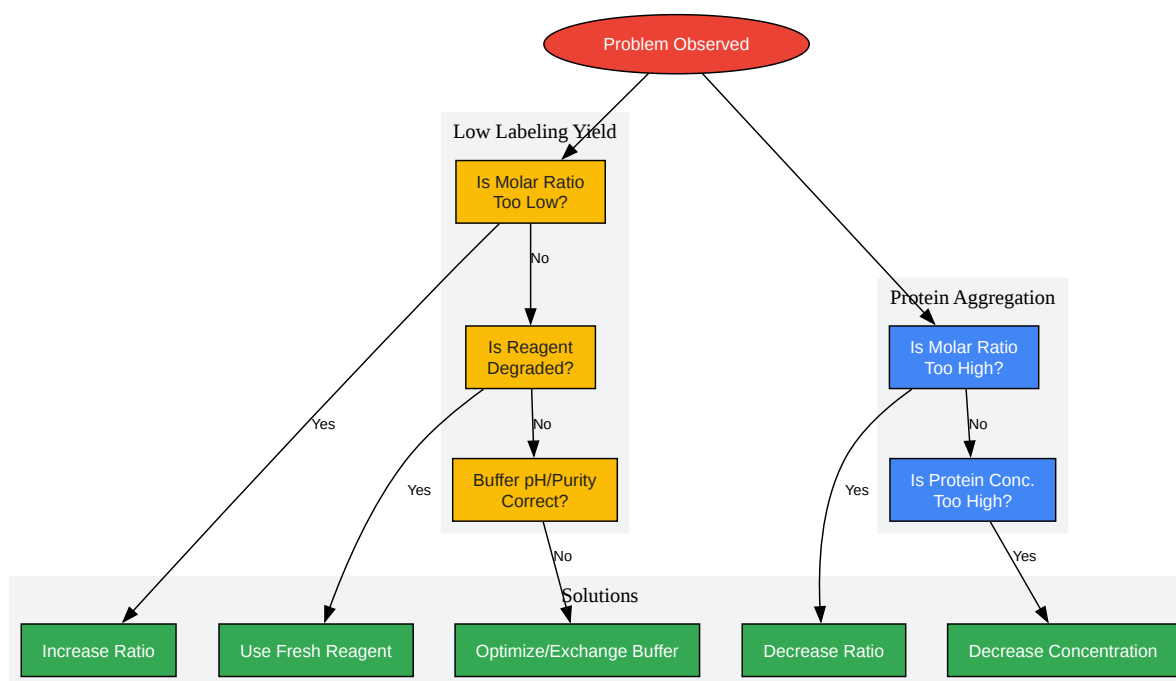 Problem Observed
Low Labeling Yield
Is Molar Ratio
Too Low?
No
Is Reagent
Degraded?
Yes
No
Yes
Buffer pH/Purity
Correct?
No
Protein Aggregation
Is Molar Ratio
Too High?
No
Yes
Is Protein Conc.
Too High?
Yes
Solutions
Increase Ratio
Use Fresh Reagent
Optimize/Exchange Buffer
Decrease Ratio
Decrease Concentration